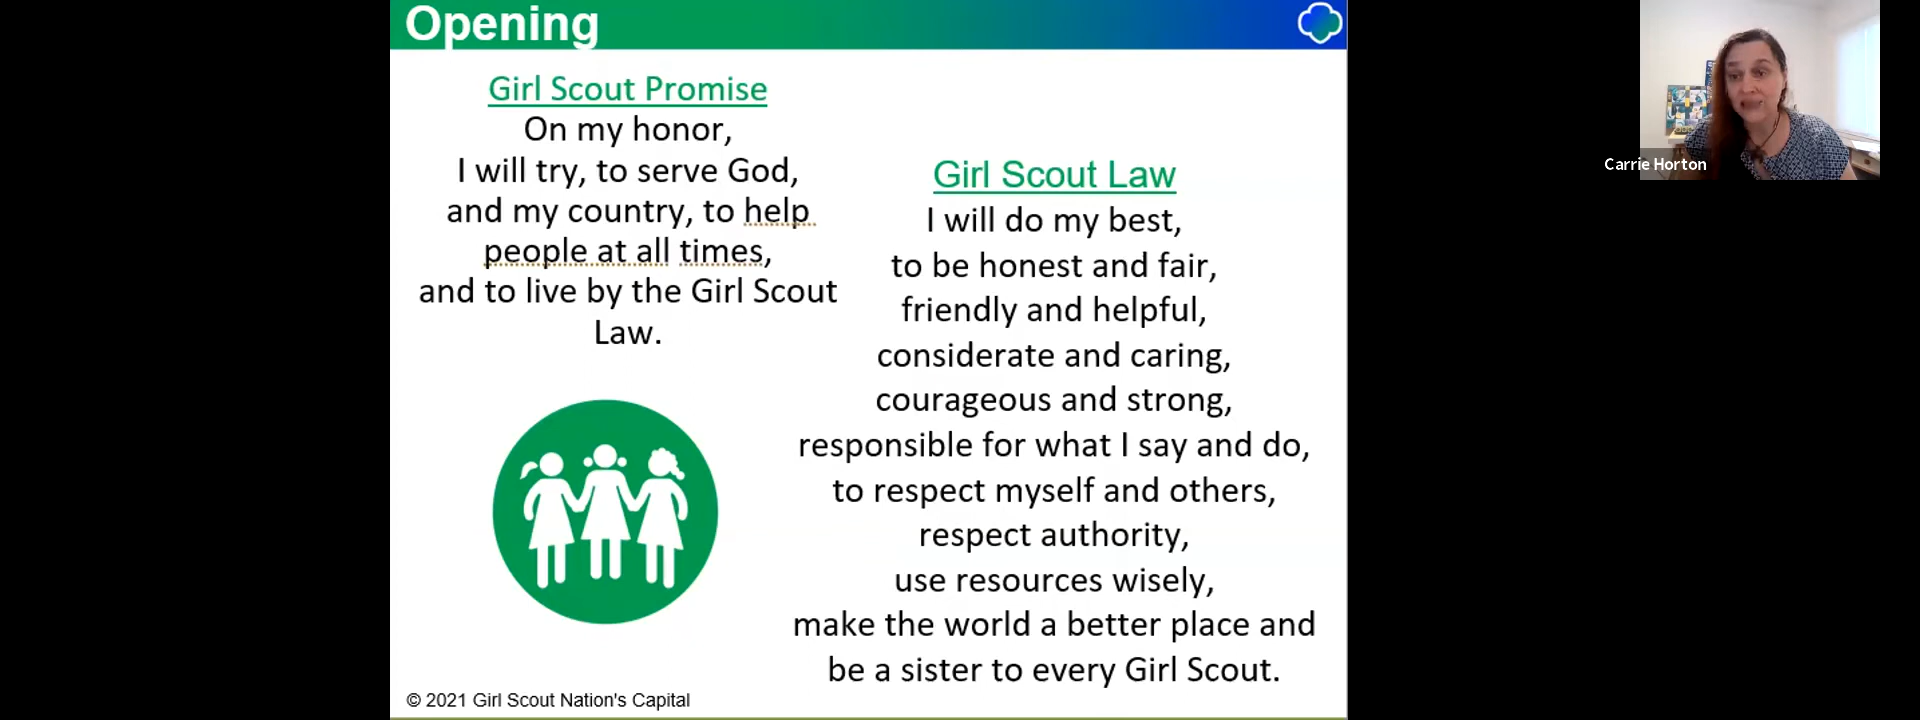 Opening
Girl Scout Promise
On my honor,
I will try, to serve God,
and my country, to help
people at all times,
and to live by the Girl Scout
Law.
Girl Scout Law
I will do my best,
to be honest and fair,
friendly and helpful,
considerate and caring,
courageous and strong,
responsible for what I say and do,
to respect myself and others,
respect authority,
use resources wisely,
make the world a better place and
be a sister to every Girl Scout.
© 2021 Girl Scout Nation's Capital
Carrie Horton